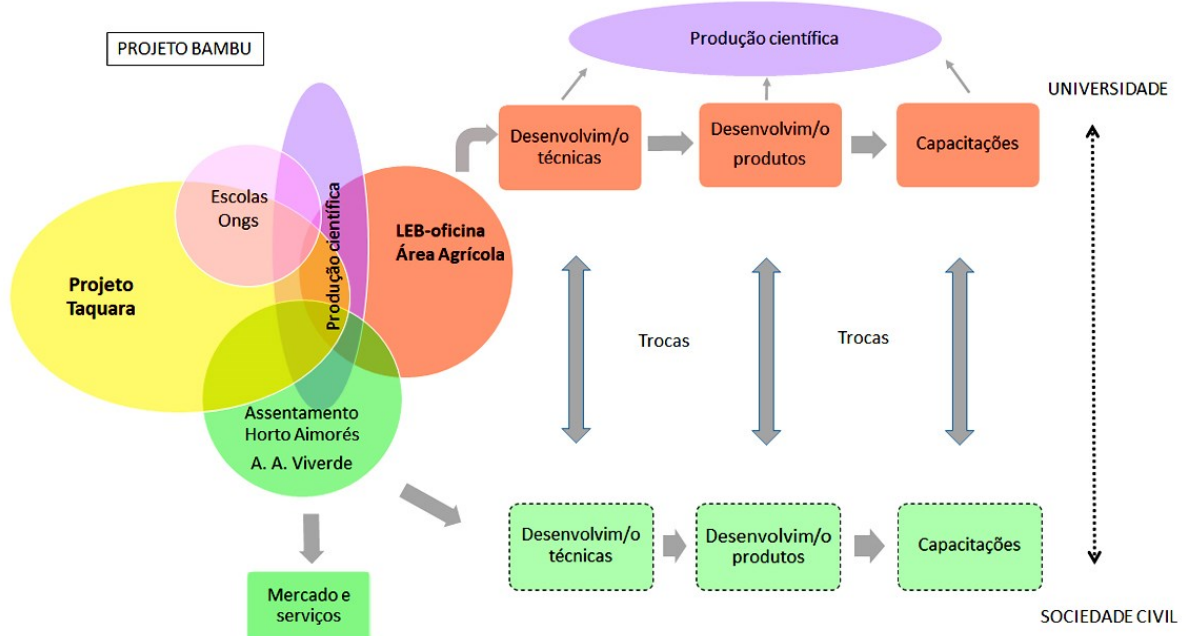 PROJETO BAMBU
Escolas
Ongs
Projeto
Taquara
Produção científica
LEB-oficina
Área Agrícola
Assentamento
Horto Aimorés
A. A. Viverde
Mercado e
serviços
Produção científica
Desenvolvim/o
técnicas
Desenvolvim/o
produtos
Capacitações
UNIVERSIDADE
Trocas
Trocas
Desenvolvim/o
técnicas
Desenvolvim/o
produtos
Capacitações
SOCIEDADE CIVIL